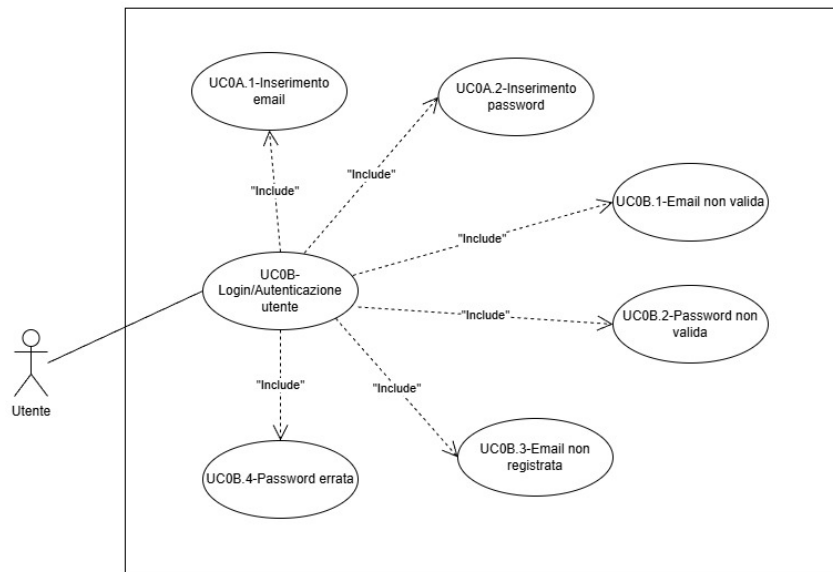 UC0A.1-Inserimento
email
UC0A.2-Inserimento
password
"Include"
"Include"
UC0B.1-Email non valida
"Include"
UC0B-
Login/Autenticazione
utente
"Include"
UC0B.2-Password non
valida
Utente
"Include"
"Include"
UC0B.3-Email non
registrata
UC0B.4-Password errata